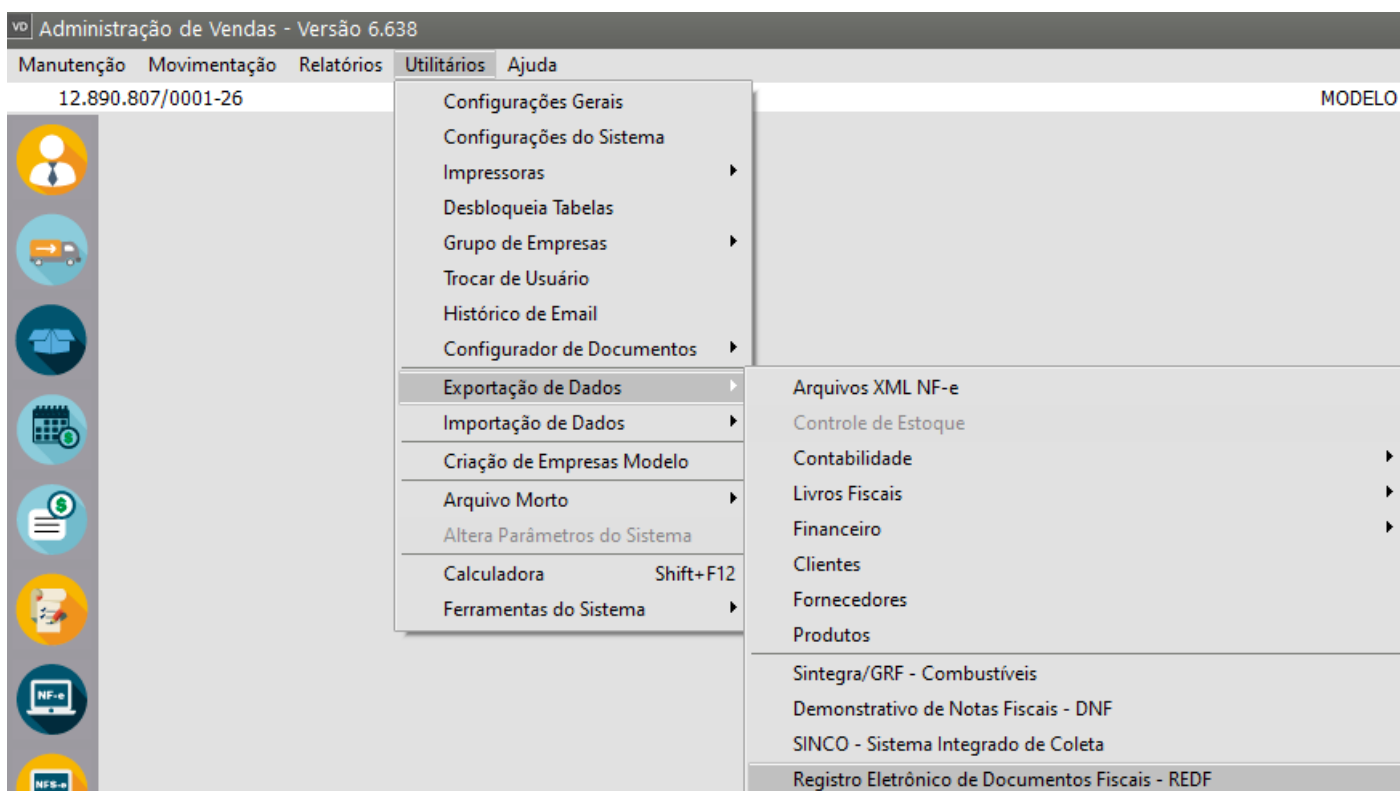 VD Administração de Vendas - Versão 6.638
Manutenção Movimentação Relatórios Utilitários Ajuda
12.890.807/0001-26 MODELO
Configurações Gerais
Configurações do Sistema
Impressoras
Desbloqueia Tabelas
Grupo de Empresas
Trocar de Usuário
Histórico de Email
Configurador de Documentos
Exportação de Dados
Importação de Dados
Criação de Empresas Modelo
Arquivo Morto
Altera Parâmetros do Sistema
Calculadora Shift+F12
Ferramentas do Sistema
Arquivos XML NF-e
Controle de Estoque
Contabilidade
Livros Fiscais
Financeiro
Clientes
Fornecedores
Produtos
Sintegra/GRF - Combustíveis
Demonstrativo de Notas Fiscais - DNF
SINCO - Sistema Integrado de Coleta
Registro Eletrônico de Documentos Fiscais - REDF
$
$
NF-e
NFS-e